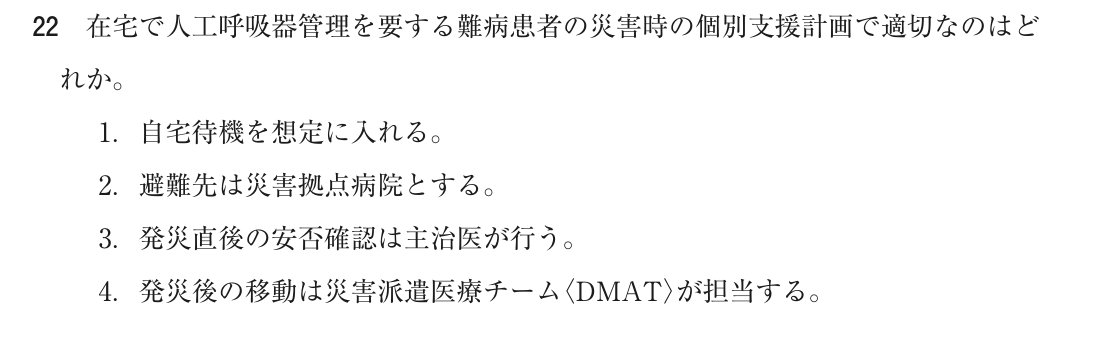 22 在宅で人工呼吸器管理を要する難病患者の災害時の個別支援計画で適切なのはど
れか。
1. 自宅待機を想定に入れる。
2. 避難先は災害拠点病院とする。
3. 発災直後の安否確認は主治医が行う。
4. 発災後の移動は災害派遣医療チーム〈DMAT〉が担当する。